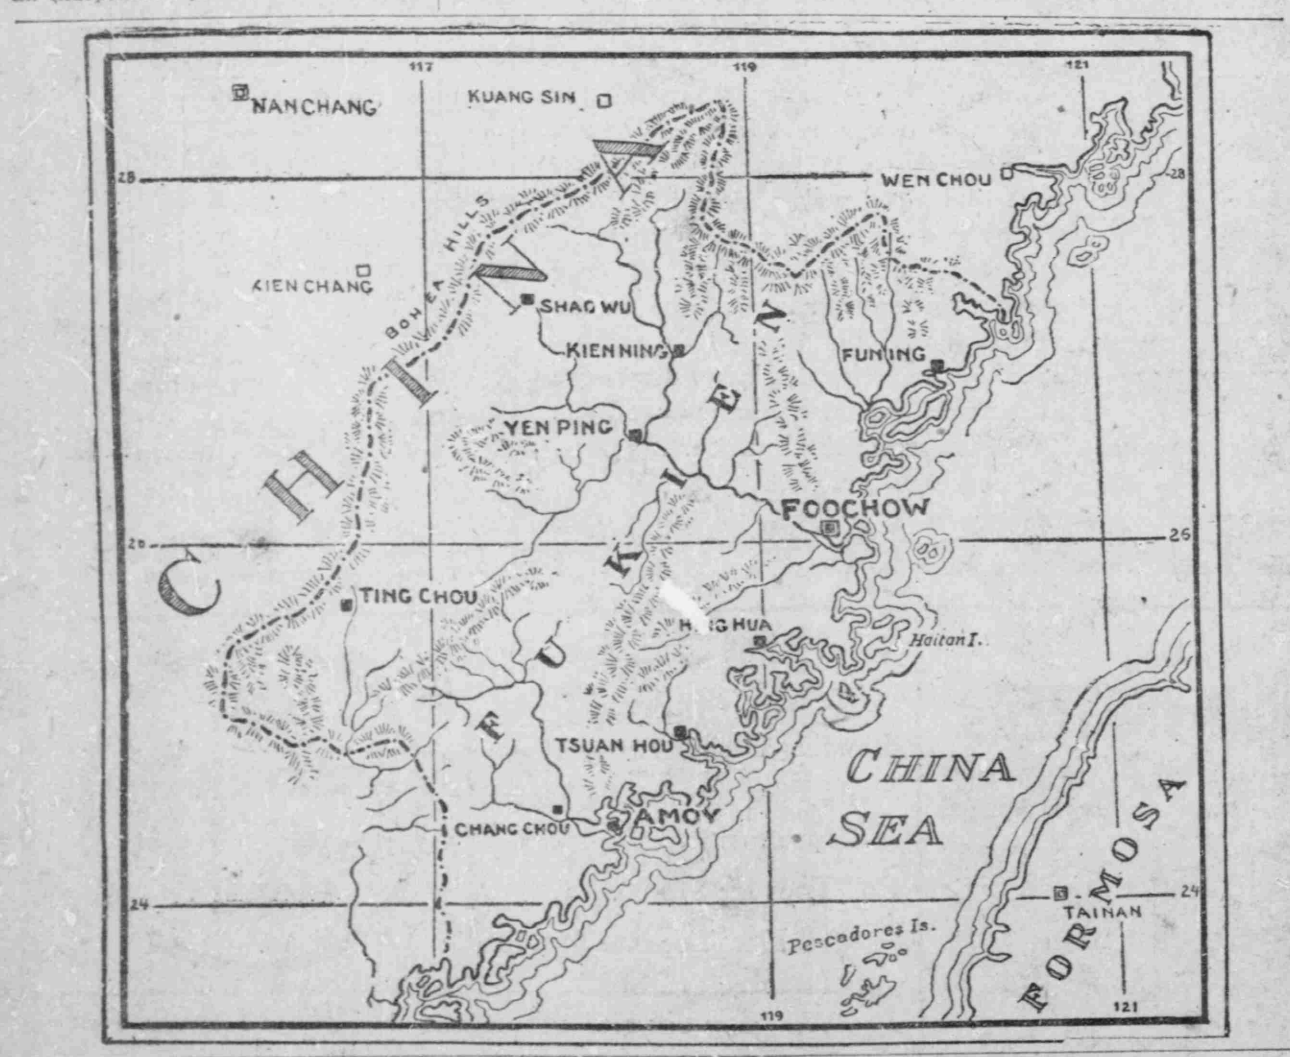 117
119
121
NANCHANG
KUANG SIN
28
WEN CHOU
28
BOHEA HILLS
KIEN CHANG
SHAO WU
KIENNING
FUNING
YEN PING
FOOCHOW
26
26
CHINA
TING CHOU
HING HUA
Haitan I.
FUKIEN
TSUAN HOU
CHINA
SEA
CHANG CHOU
AMOY
24
24
TAINAN
Pescadores Is.
FORMOSA
119
121